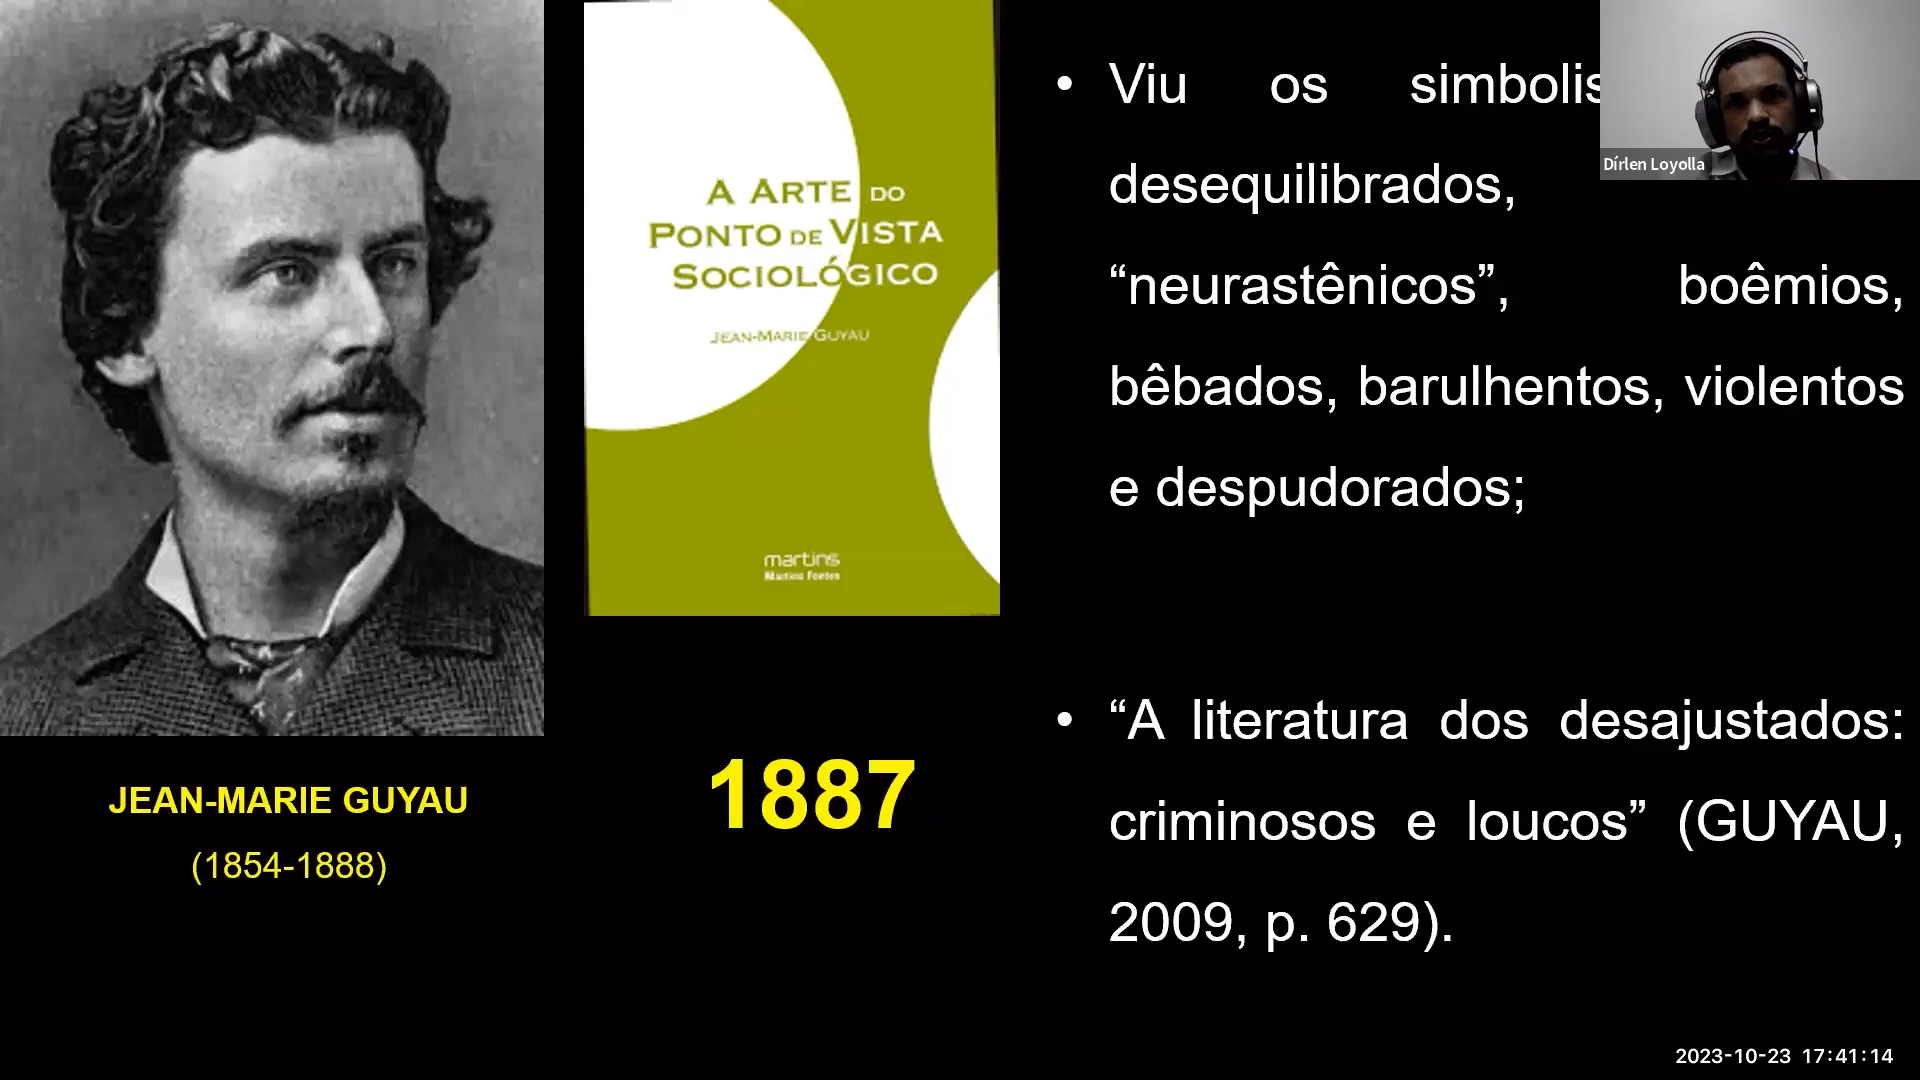 A ARTE DO
PONTO DE VISTA
SOCIOLÓGICO
JEAN-MARIE GUYAU
martins
Martins Fontes
JEAN-MARIE GUYAU
(1854-1888)
1887
• Viu os
desequilibrados,
“neurastênicos”, boêmios,
bêbados, barulhentos, violentos
e despudorados;
• “A literatura dos desajustados:
criminosos e loucos” (GUYAU,
2009, p. 629).
Dírlen Loyolla
2023-10-23 17:41:14